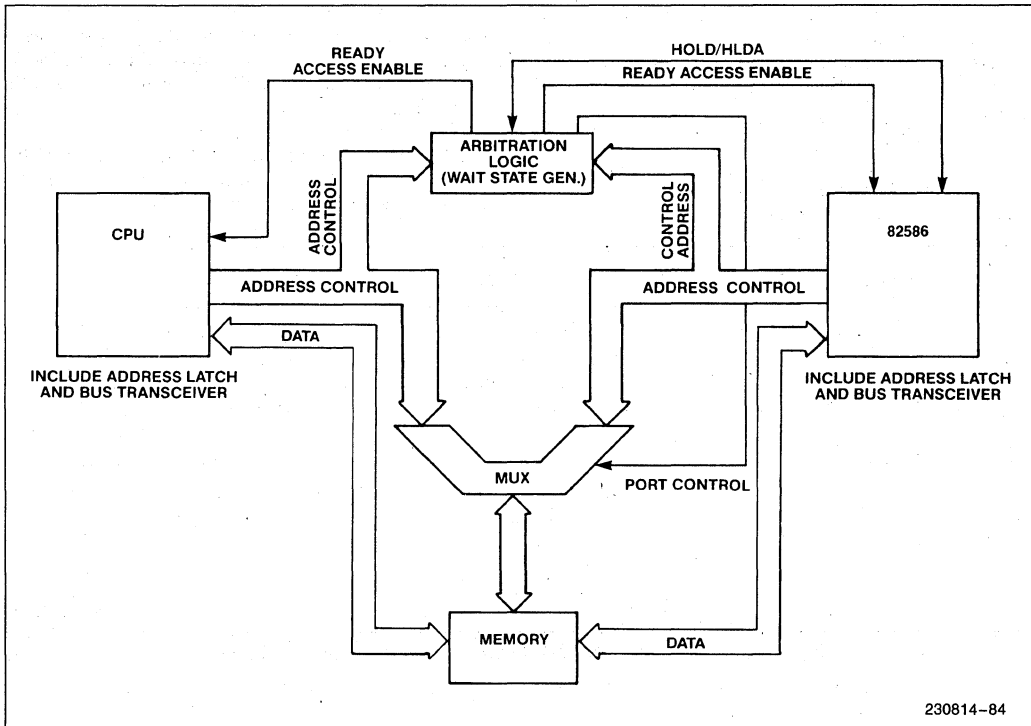 READY
ACCESS ENABLE
HOLD/HLDA
READY ACCESS ENABLE
ARBITRATION
LOGIC
(WAIT STATE GEN.)
ADDRESS
CONTROL
CONTROL
ADDRESS
CPU
82586
ADDRESS CONTROL
ADDRESS CONTROL
DATA
INCLUDE ADDRESS LATCH
AND BUS TRANSCEIVER
INCLUDE ADDRESS LATCH
AND BUS TRANSCEIVER
MUX
PORT CONTROL
MEMORY
DATA
230814–84